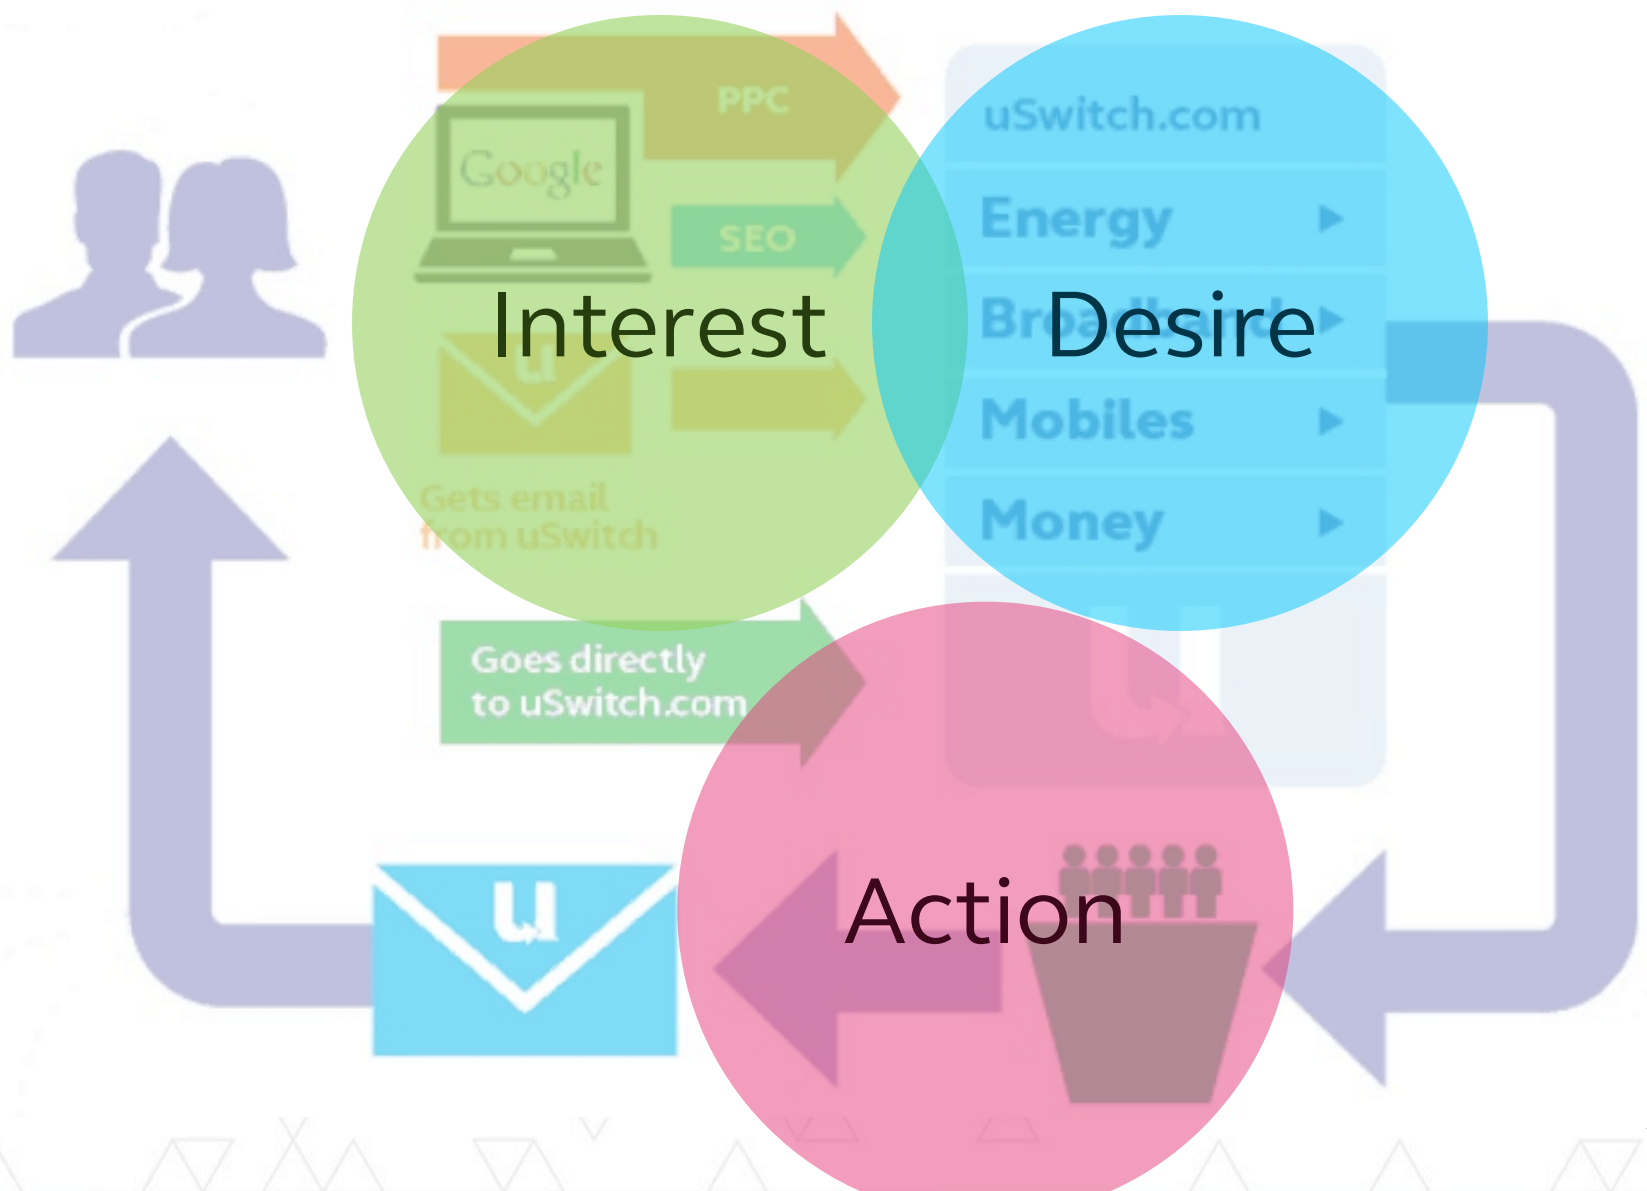 PPC
Google
SEO
Interest
u
Gets email
from uSwitch
Goes directly
to uSwitch.com
uSwitch.com
Energy
Broadband
Desire
Mobiles
Money
u
u
Action